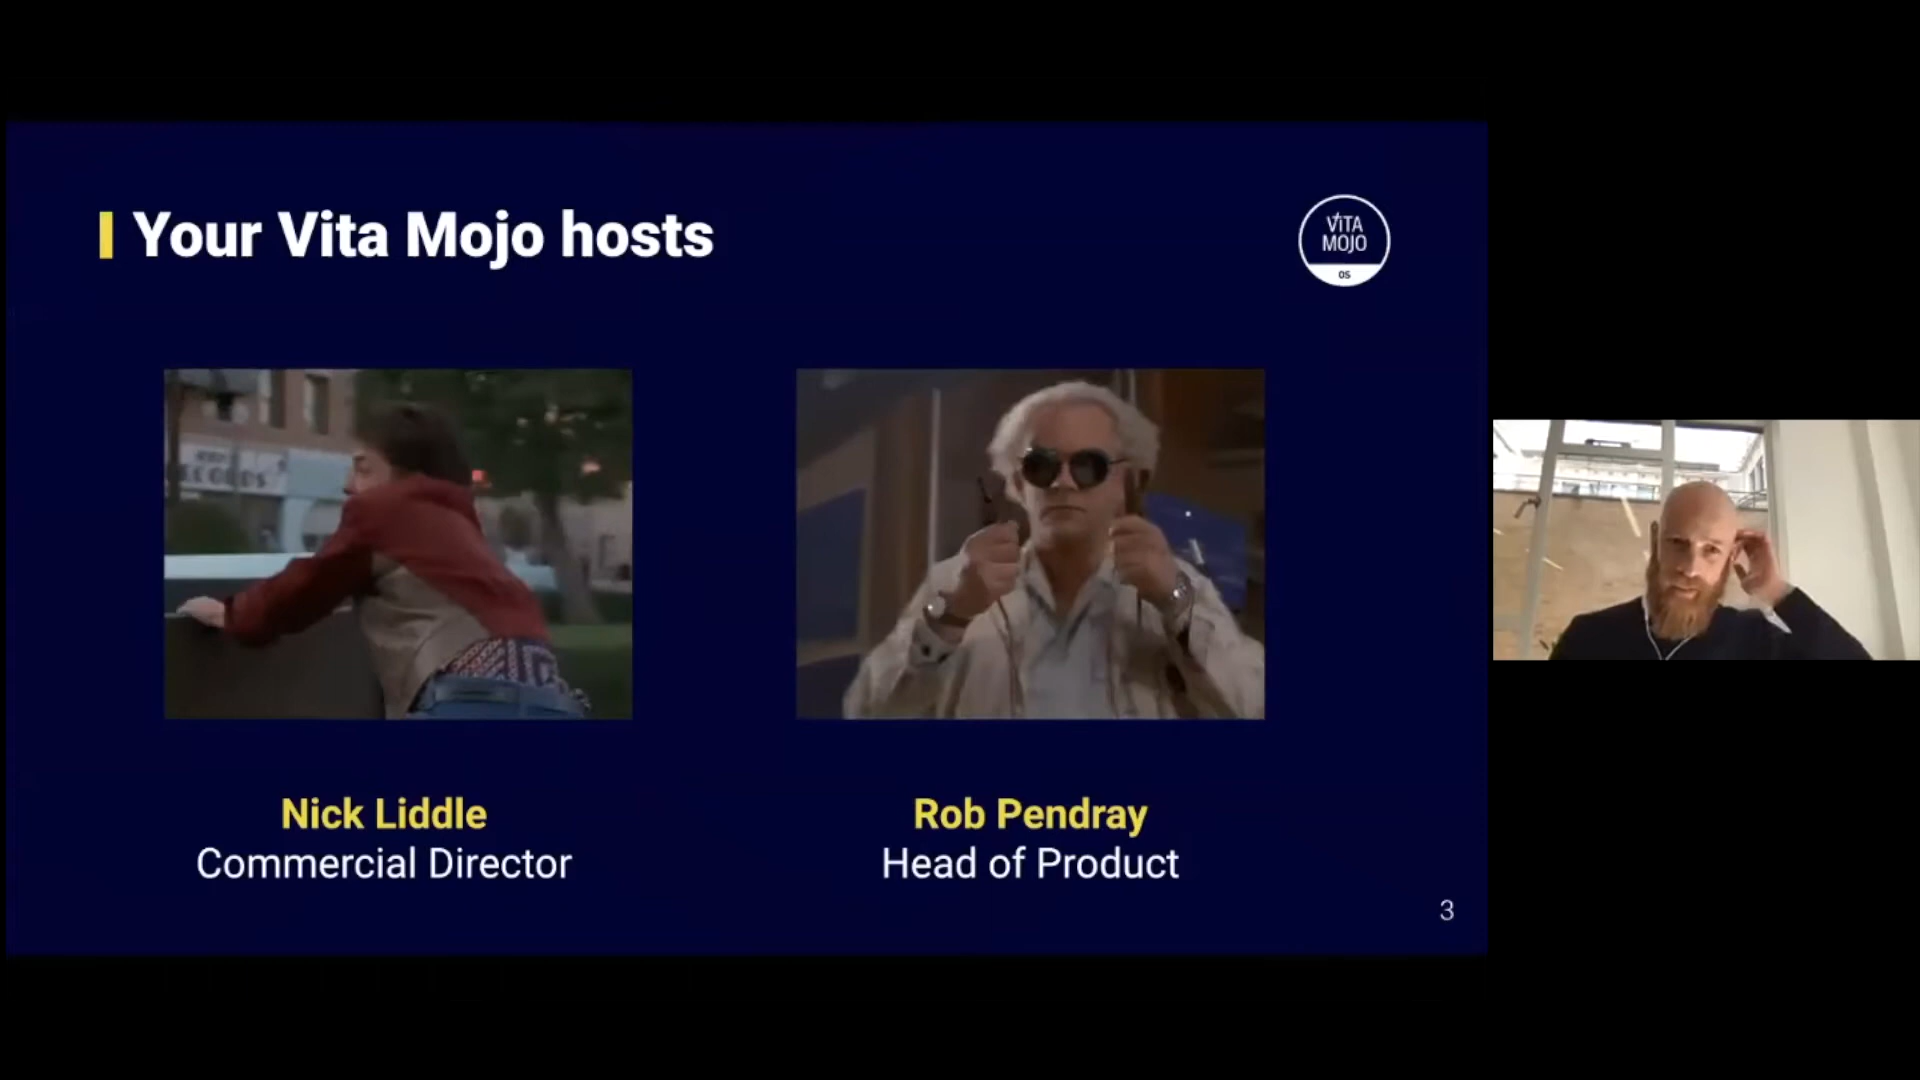 Your Vita Mojo hosts
VITA
MOJO
OS
RECORDS
Nick Liddle
Commercial Director
Rob Pendray
Head of Product
3